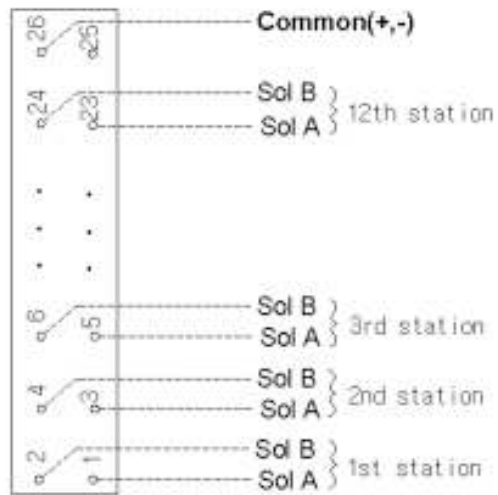 26 25 Common(+,-)
24 23 Sol B
Sol A
12th station
6 5 Sol B
Sol A
3rd station
4 3 Sol B
Sol A
2nd station
2 1 Sol B
Sol A
1st station